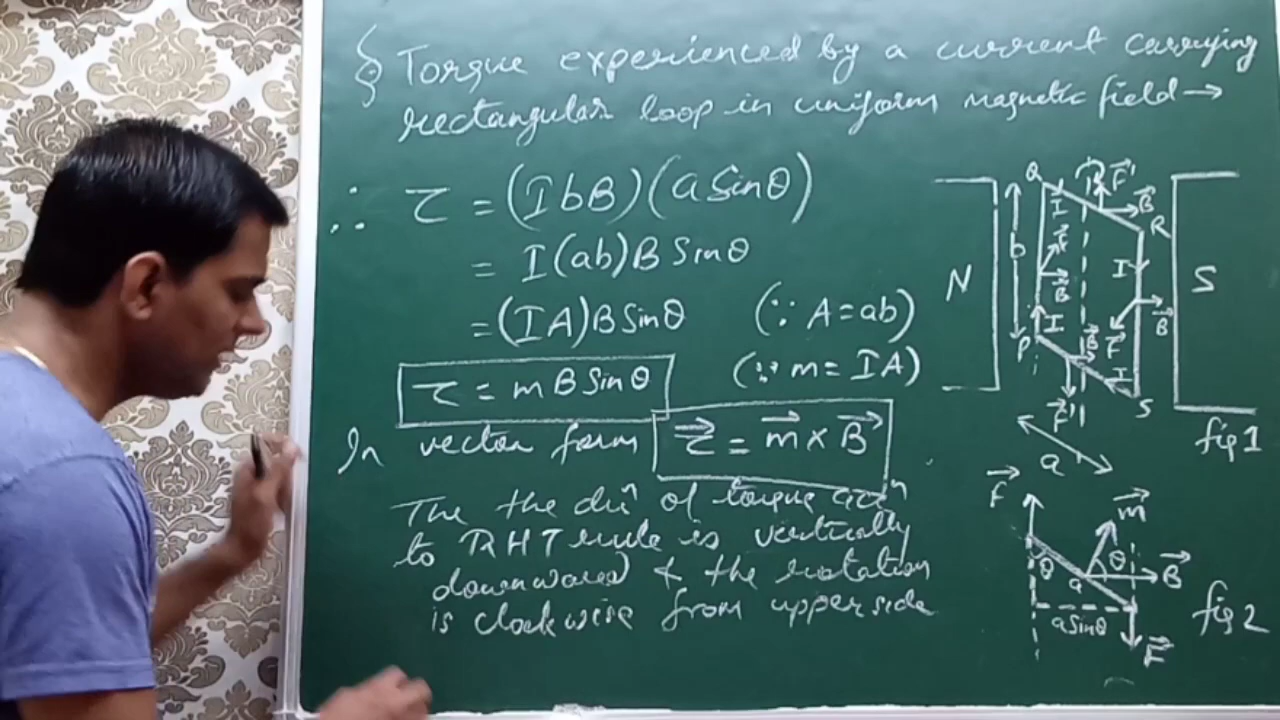 § Torque experienced by a current carrying
rectangular loop in uniform magnetic field →
∴ τ = (IbB)(a Sinθ)
= I(ab)B Sinθ
= (IA)B Sinθ (∵ A = ab)
τ = mB Sinθ (∵ m = IA)
In vector form τ⃗ = m⃗ × B⃗
The the dirⁿ of torque accⁿ
to RHT rule is vertically
downward & the rotation
is clockwise from upper side
N
S
Q
I
F⃗'
B⃗
R
b
F⃗
B⃗
I
B⃗
P
I
B⃗
F⃗
I
S
F⃗'
a
fig 1
F⃗
m⃗
θ
a
θ
B⃗
a Sinθ
F⃗
fig 2